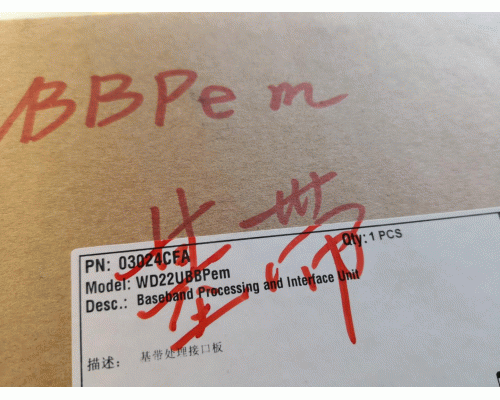 BBPem
基带
PN: 03024CFA
Qty: 1 PCS
Model: WD22UBBPem
Desc.: Baseband Processing and Interface Unit
描述: 基带处理接口板